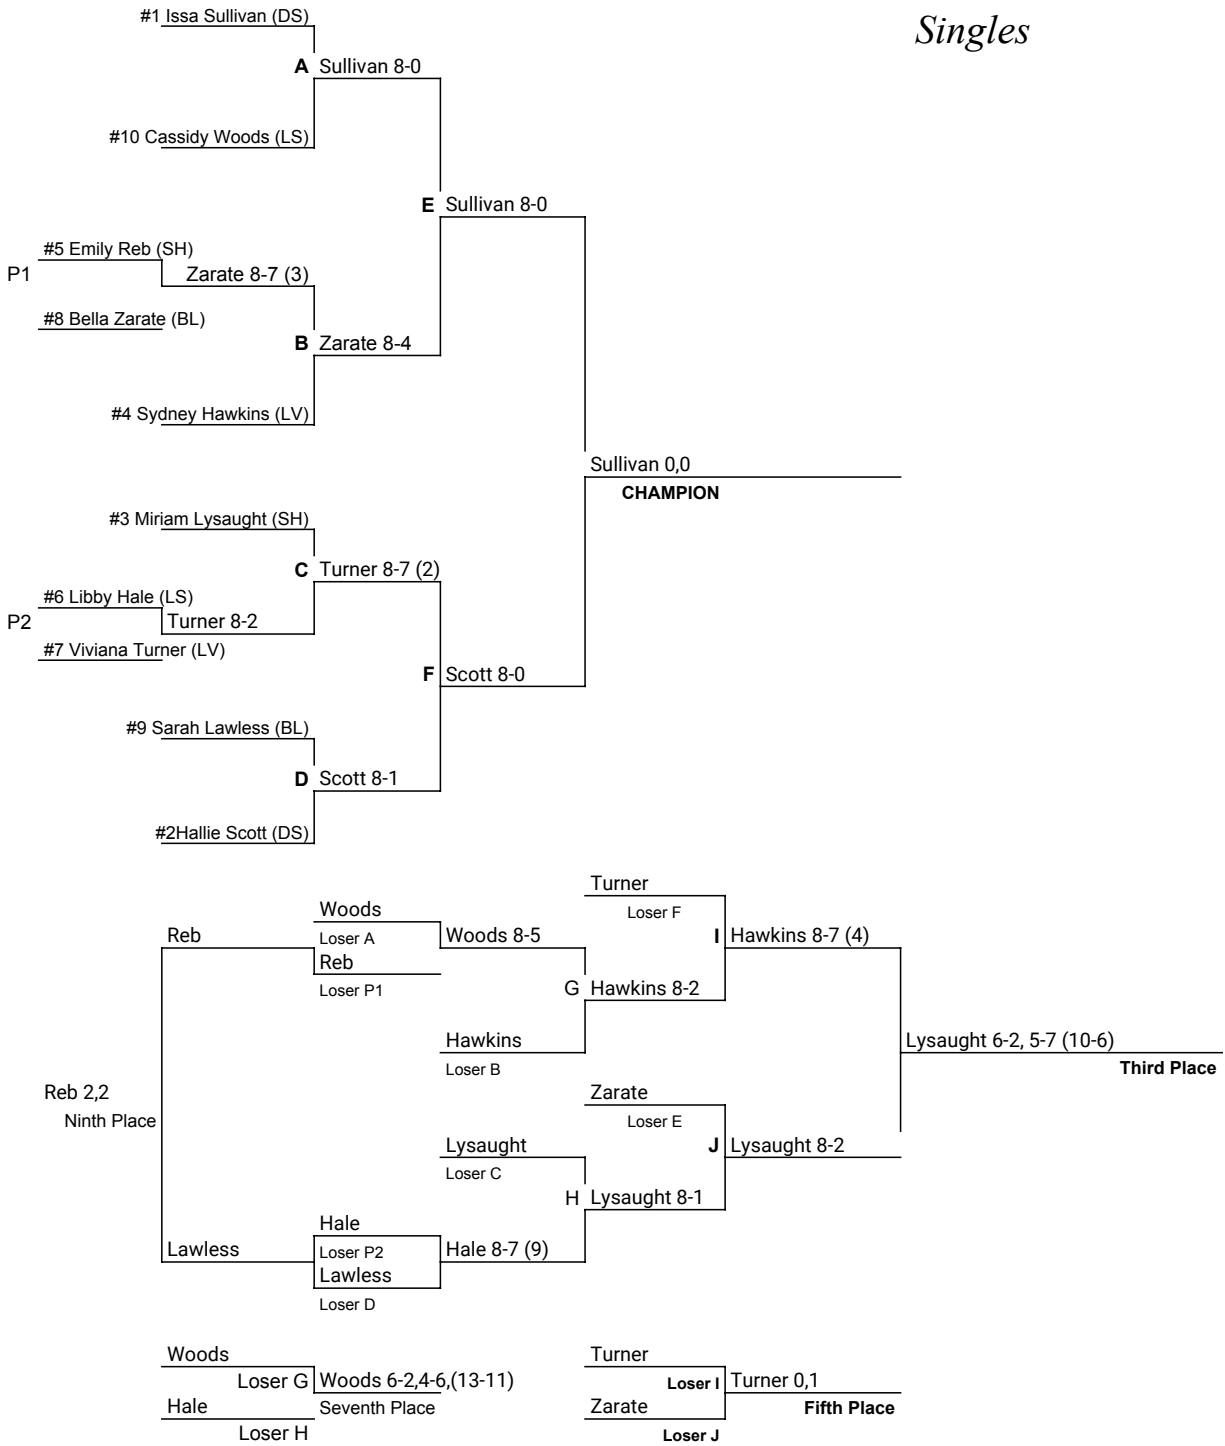 Singles
#1 Issa Sullivan (DS)
A Sullivan 8-0
#10 Cassidy Woods (LS)
E Sullivan 8-0
#5 Emily Reb (SH)
P1 Zarate 8-7 (3)
#8 Bella Zarate (BL)
B Zarate 8-4
#4 Sydney Hawkins (LV)
Sullivan 0,0
CHAMPION
#3 Miriam Lysaught (SH)
C Turner 8-7 (2)
#6 Libby Hale (LS)
P2 Turner 8-2
#7 Viviana Turner (LV)
F Scott 8-0
#9 Sarah Lawless (BL)
D Scott 8-1
#2Hallie Scott (DS)
Turner
Loser F
Woods
Loser A
Reb
Woods 8-5
I Hawkins 8-7 (4)
Reb
Loser P1
G Hawkins 8-2
Hawkins
Loser B
Lysaught 6-2, 5-7 (10-6)
Third Place
Reb 2,2
Ninth Place
Zarate
Loser E
Lysaught
Loser C
J Lysaught 8-2
H Lysaught 8-1
Hale
Loser P2
Lawless
Hale 8-7 (9)
Lawless
Loser D
Woods
Loser G
Woods 6-2,4-6,(13-11)
Seventh Place
Hale
Loser H
Turner
Loser I
Turner 0,1
Fifth Place
Zarate
Loser J